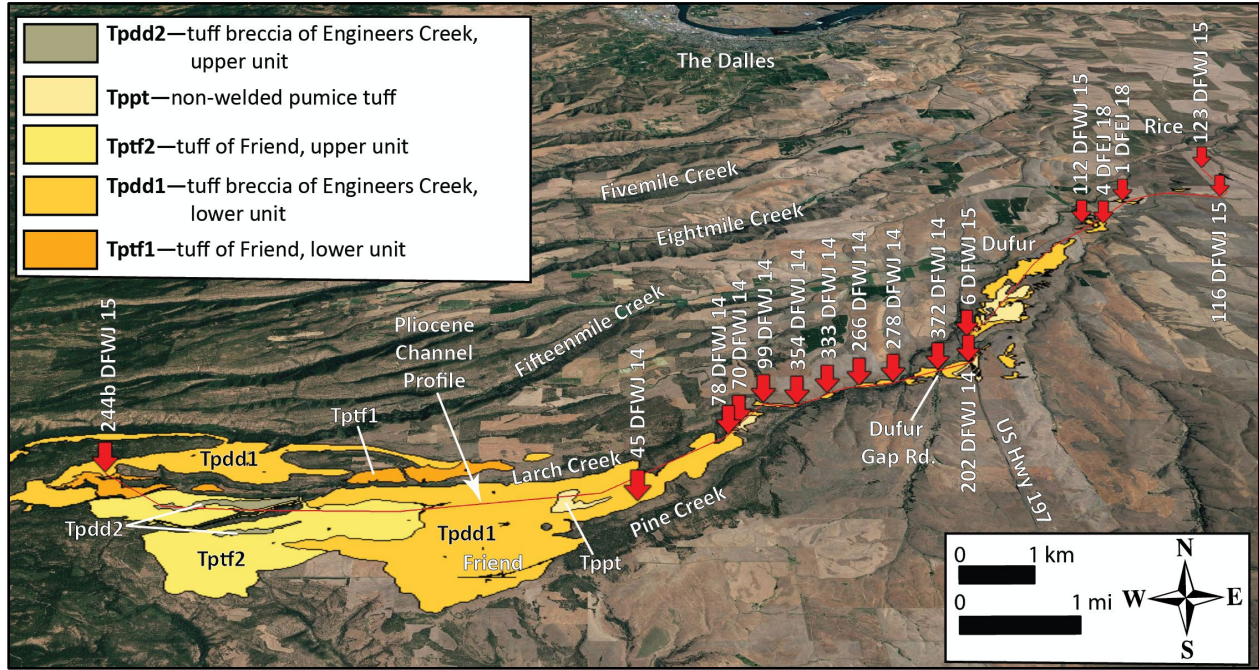 Tpdd2—tuff breccia of Engineers Creek,
upper unit
Tppt—non-welded pumice tuff
Tptf2—tuff of Friend, upper unit
Tpdd1—tuff breccia of Engineers Creek,
lower unit
Tptf1—tuff of Friend, lower unit
The Dalles
Rice
123 DFWJ 15
112 DFWJ 15
4 DFEJ 18
1 DFEJ 18
116 DFWJ 15
Fivemile Creek
Eightmile Creek
Dufur
Fifteenmile Creek
Pliocene
Channel
Profile
244b DFWJ 15
Tptf1
Tpdd1
Larch Creek
45 DFWJ 14
78 DFWJ 14
70 DFWJ 14
99 DFWJ 14
354 DFWJ 14
333 DFWJ 14
266 DFWJ 14
278 DFWJ 14
372 DFWJ 14
6 DFWJ 15
202 DFWJ 14
Dufur
Gap Rd.
US Hwy 197
Pine Creek
Tpdd2
Tptf2
Tpdd1
Friend
Tppt
0
1 km
0
1 mi
N
W
E
S